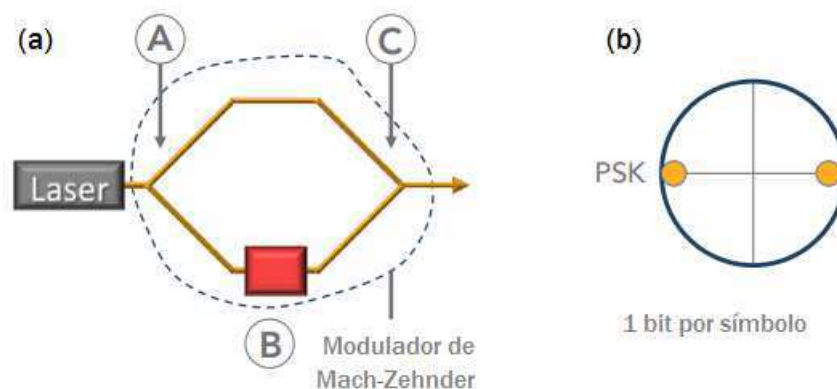 (a)
A
C
(b)
Laser
PSK
B
Modulador de
Mach-Zehnder
1 bit por símbolo